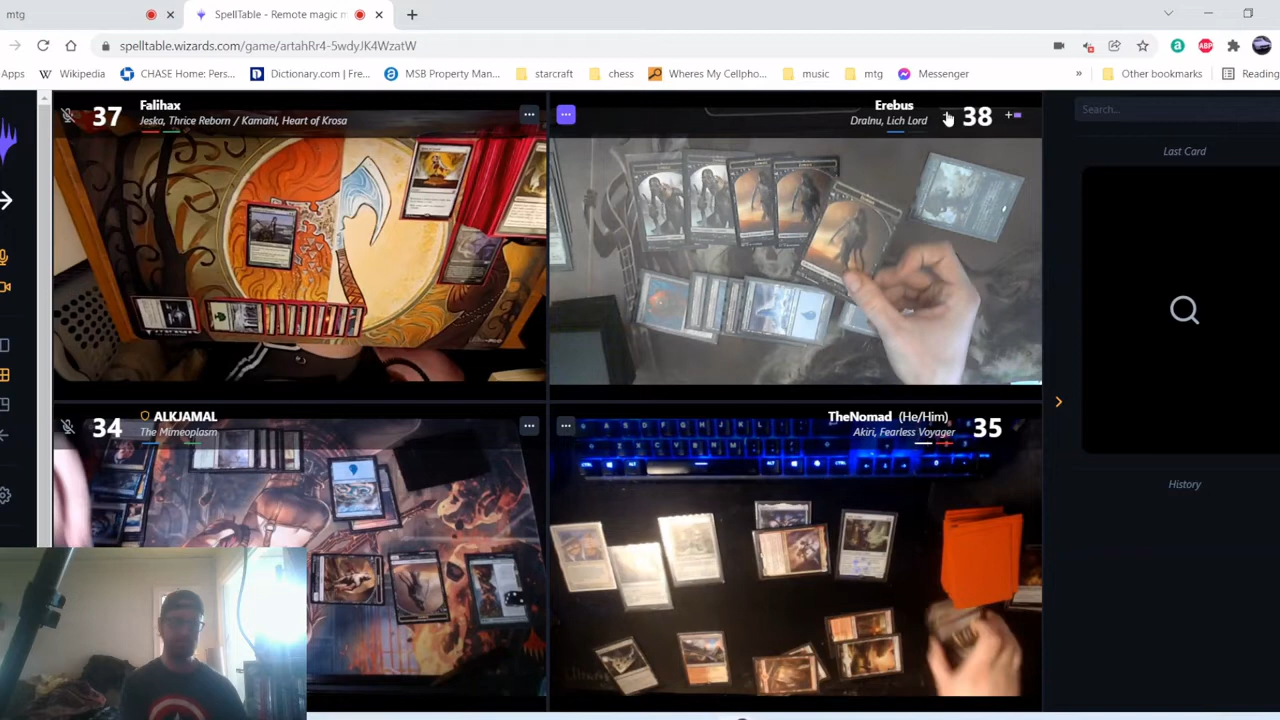 mtg
SpellTable - Remote magic m
spelltable.wizards.com/game/artahRr4-5wdyJK4WzatW
ABP
Apps
W Wikipedia
CHASE Home: Pers...
Dictionary.com | Fre...
MSB Property Man...
starcraft
chess
Wheres My Cellpho...
music
mtg
Messenger
»
Other bookmarks
Reading
37
Falihax
Jeska, Thrice Reborn / Kamahl, Heart of Krosa
Erebus
Dralnu, Lich Lord
38
Search...
Last Card
34
ALKJAMAL
The Mimeoplasm
TheNomad (He/Him)
Akiri, Fearless Voyager
35
History